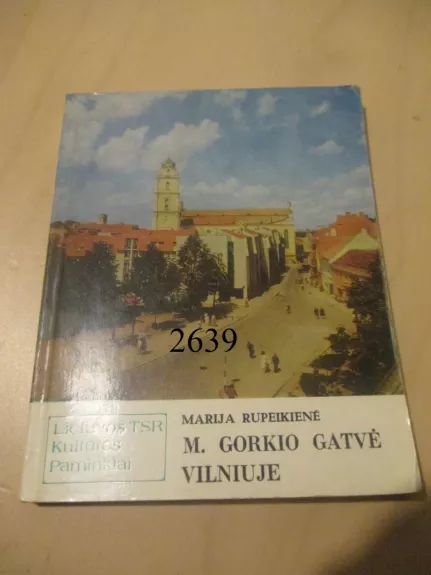 2639
MARIJA RUPEIKIENĖ
M. GORKIO GATVĖ
VILNIUJE
Lietuvos TSR
Kultūros
Paminklai